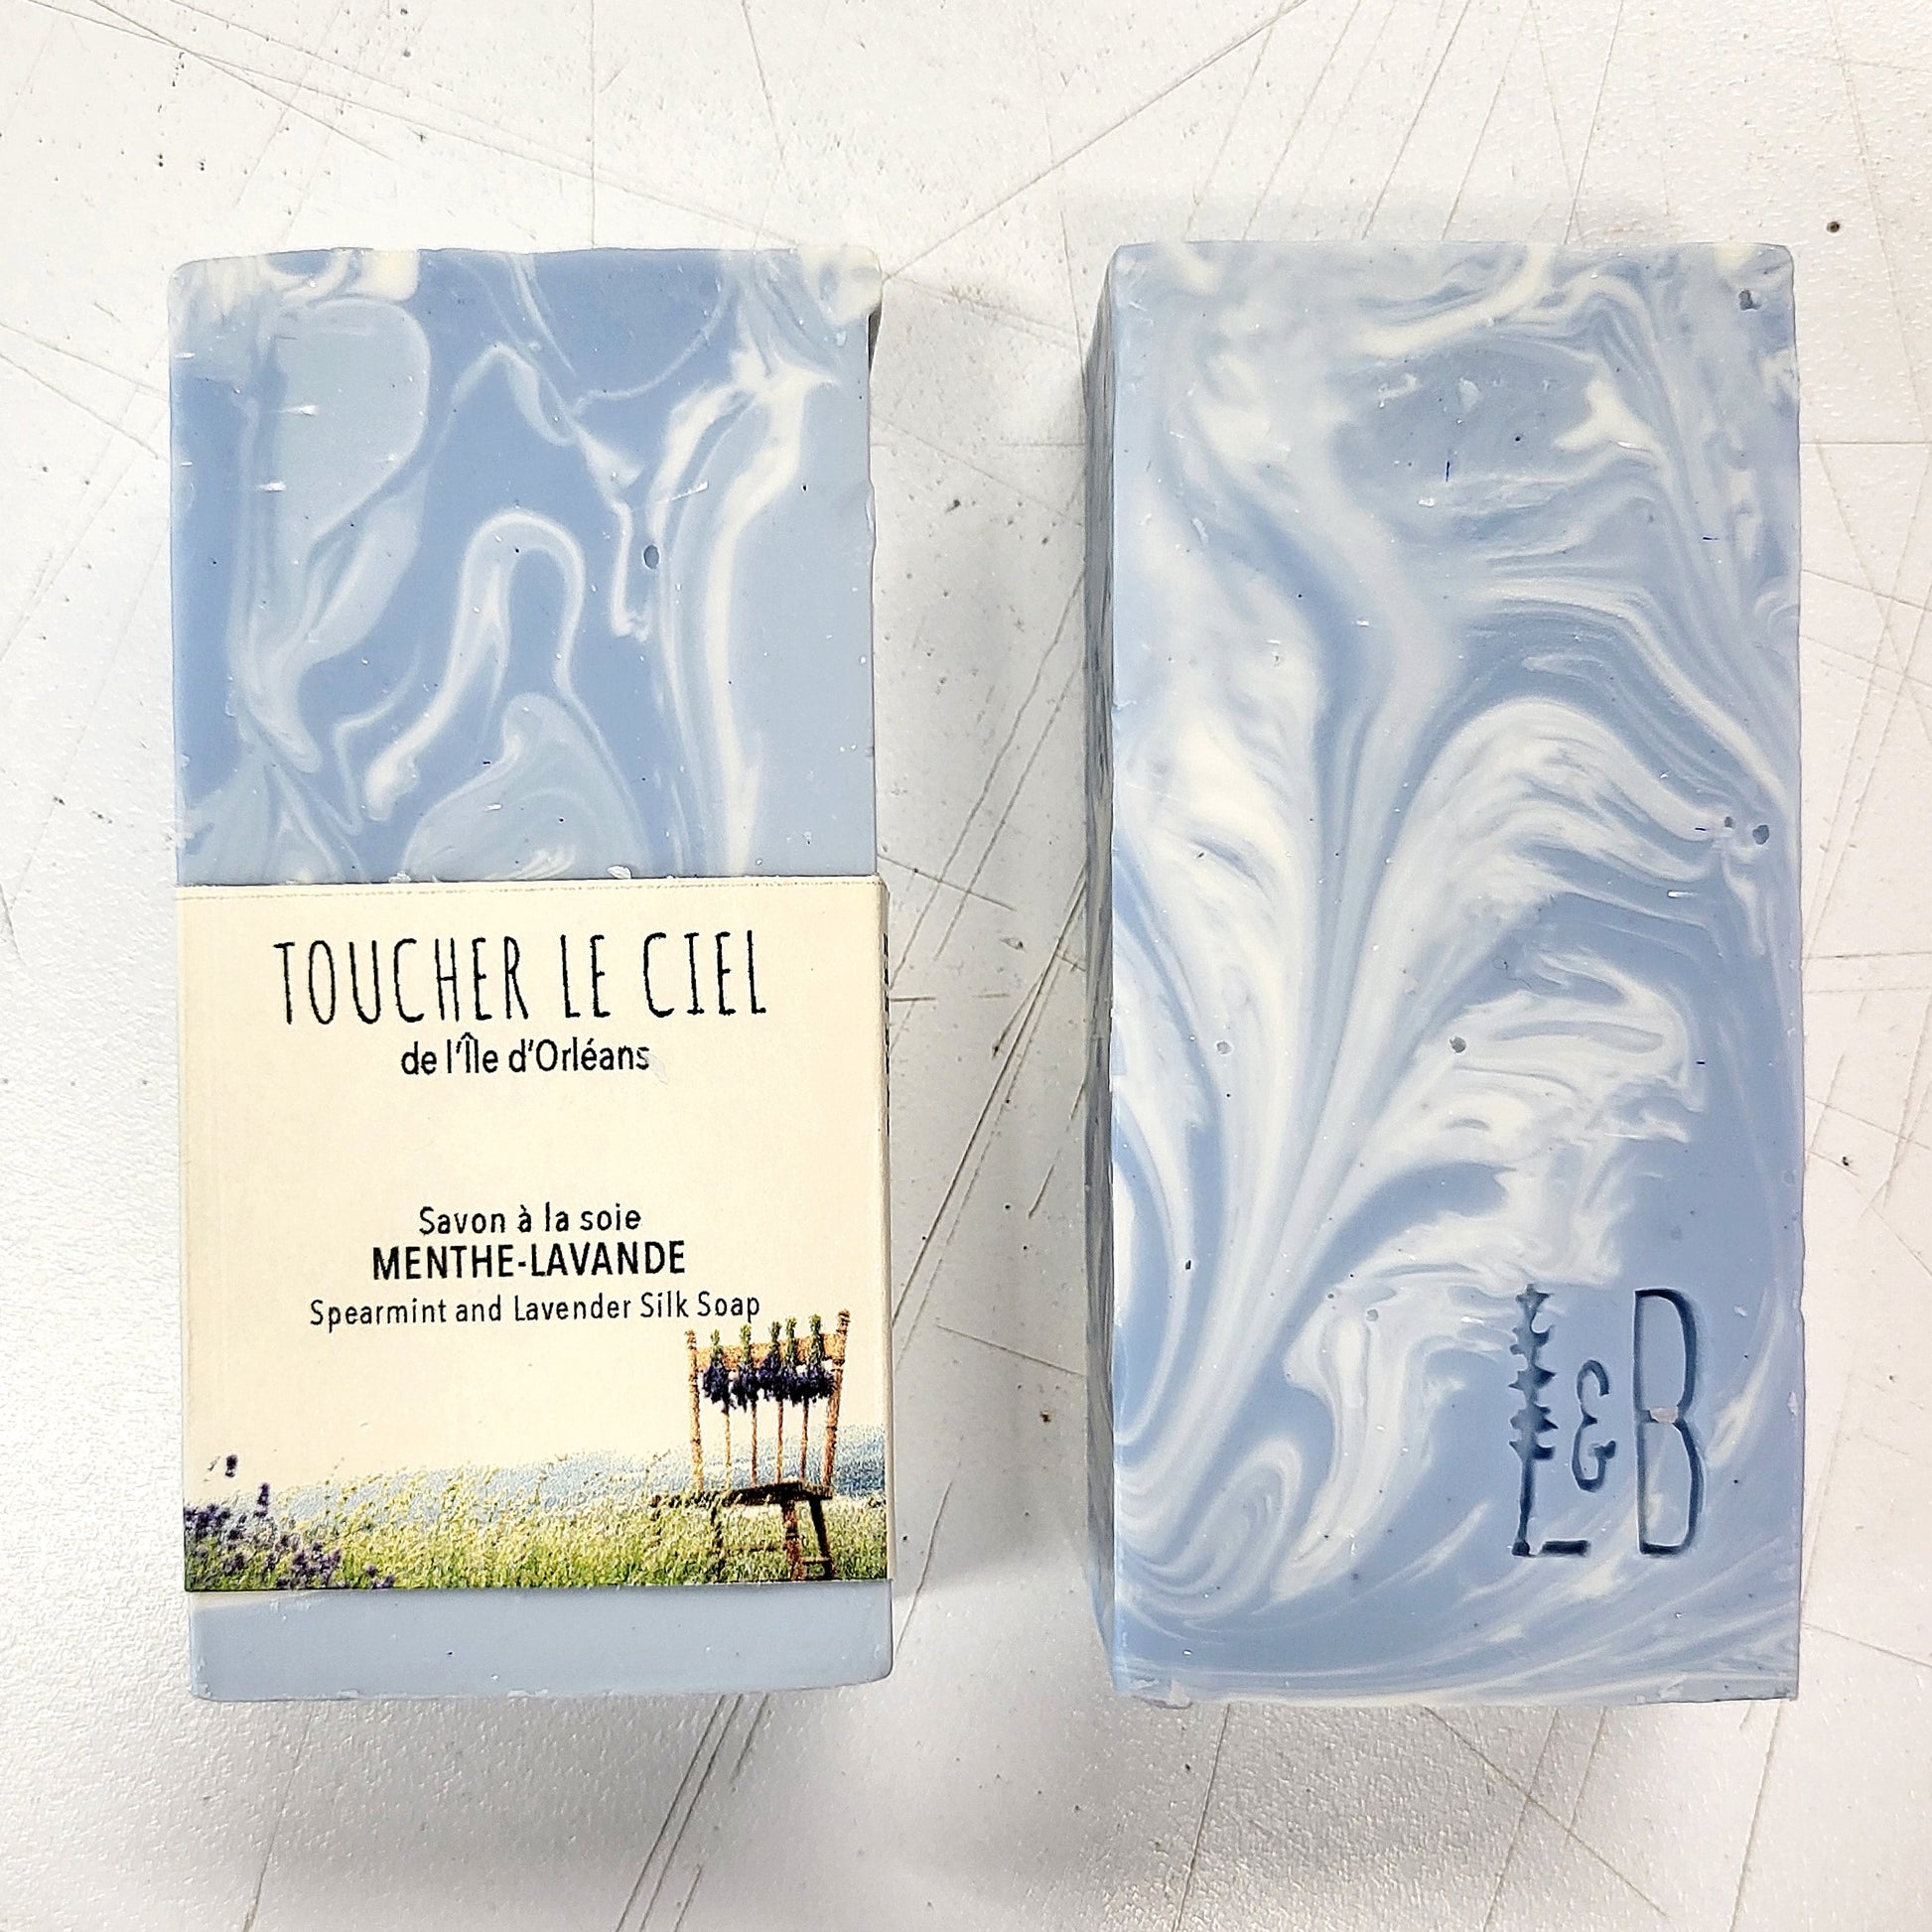 TOUCHER LE CIEL
de l'Île d'Orléans
Savon à la soie
MENTHE-LAVANDE
Spearmint and Lavender Silk Soap
L&B